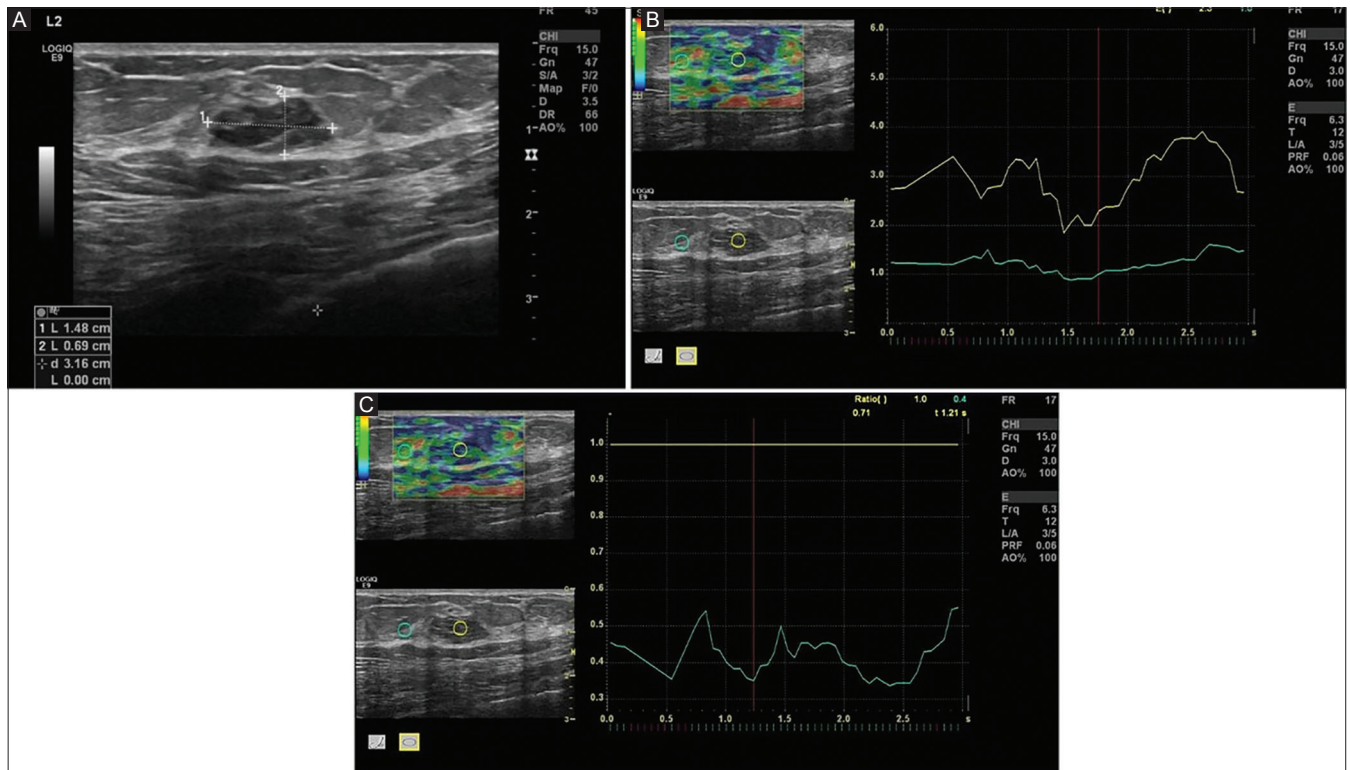 A
L2
LOGIQ
E9
FR 45
CHI
Frq 15.0
Gn 47
S/A 3/2
Map F/0
D 3.5
DR 66
AO% 100
1
2
1
2
3
1 L 1.48 cm
2 L 0.69 cm
d 3.16 cm
L 0.00 cm
B
LOGIQ
E9
3
6.0
5.0
4.0
3.0
2.0
1.0
0.0 0.5 1.0 1.5 2.0 2.5 s
FR 17
CHI
Frq 15.0
Gn 47
D 3.0
AO% 100
E
Frq 6.3
T 12
L/A 3/5
PRF 0.06
AO% 100
C
LOGIQ
E9
3
Ratio( ) 1.0 0.4
0.71 t 1.21 s
1.0
0.9
0.8
0.7
0.6
0.5
0.4
0.3
0.0 0.5 1.0 1.5 2.0 2.5 s
FR 17
CHI
Frq 15.0
Gn 47
D 3.0
AO% 100
E
Frq 6.3
T 12
L/A 3/5
PRF 0.06
AO% 100